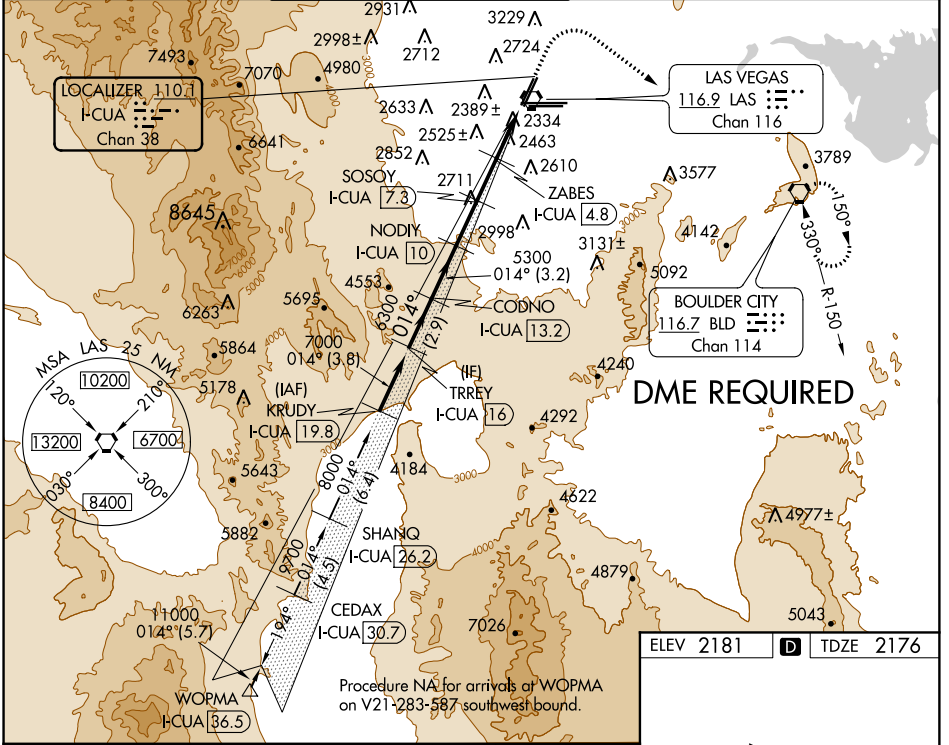 2931
3229
2998±
2712
2724
7493
7070
4980
LOCALIZER 110.1
I-CUA
Chan 38
LAS VEGAS
116.9 LAS
Chan 116
2633
2389±
2334
2525±
2463
6641
2852
2610
3789
SOSOY
I-CUA 7.3
2711
ZABES
I-CUA 4.8
3577
8645
NODIY
I-CUA 10
2998
3131±
4142
150°
330°
R-150
5300
014° (3.2)
5092
4553
CODNO
I-CUA 13.2
BOULDER CITY
116.7 BLD
Chan 114
6263
5695
6300
014°
(2.9)
7000
014° (3.8)
5864
MSA LAS 25 NM
120°
10200
210°
13200
6700
030°
300°
8400
5178
(IAF)
KRUDY
I-CUA 19.8
(IF)
TRREY
I-CUA 16
4240
DME REQUIRED
4292
3000
3000
3000
5643
8000
014°
(6.4)
4184
5882
SHANQ
I-CUA 26.2
4622
4977±
9700
014°
(4.5)
4000
4879
11000
014° (5.7)
194°
CEDAX
I-CUA 30.7
7026
5043
WOPMA
I-CUA 36.5
Procedure NA for arrivals at WOPMA
on V21-283-587 southwest bound.
ELEV 2181 D TDZE 2176